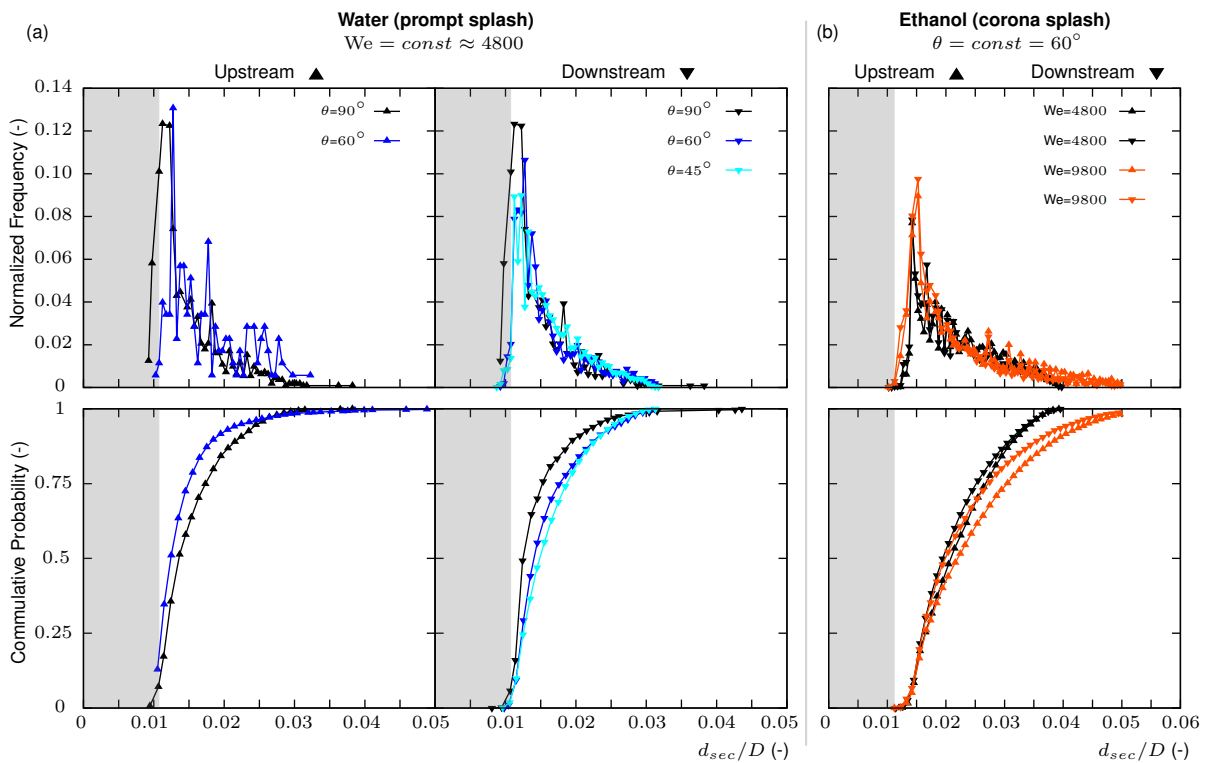 Water (prompt splash)
We = const ≈ 4800
(a)
Upstream ▲
Downstream ▼
Ethanol (corona splash)
θ = const = 60°
(b)
Upstream ▲
Downstream ▼
Normalized Frequency (-)
0.14
0.12
0.10
0.08
0.06
0.04
0.02
0
θ=90°
θ=60°
θ=90°
θ=60°
θ=45°
We=4800
We=4800
We=9800
We=9800
Commulative Probability (-)
1
0.75
0.5
0.25
0
0 0.01 0.02 0.03 0.04 0.05 0.01 0.02 0.03 0.04 0.05
0 0.01 0.02 0.03 0.04 0.05 0.06
d_sec/D (-)
d_sec/D (-)